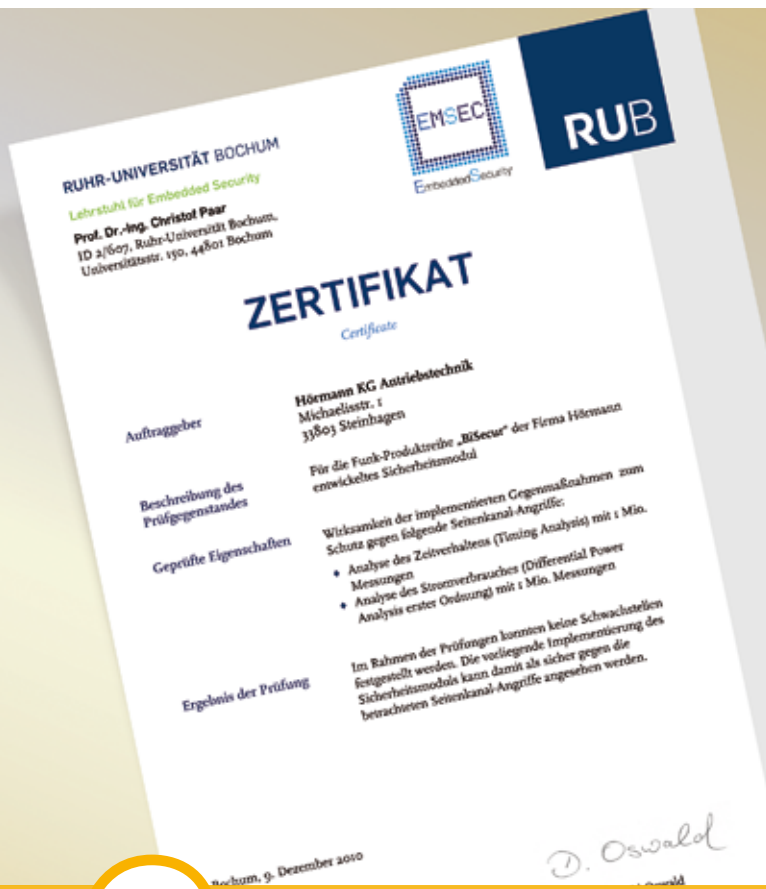 RUHR-UNIVERSITÄT BOCHUM
Lehrstuhl für Embedded Security
Prof. Dr.-Ing. Christof Paar
ID 2/607, Ruhr-Universität Bochum,
Universitätsstr. 150, 44801 Bochum
EMSEC
Embedded Security
RUB
ZERTIFIKAT
Certificate
Auftraggeber
Hörmann KG Antriebstechnik
Michaelisstr. 1
33803 Steinhagen
Beschreibung des
Prüfgegenstandes
Für die Funk-Produktreihe „BiSecur“ der Firma Hörmann
entwickeltes Sicherheitsmodul
Geprüfte Eigenschaften
Wirksamkeit der implementierten Gegenmaßnahmen zum
Schutz gegen folgende Seitenkanal-Angriffe:
♦ Analyse des Zeitverhaltens (Timing Analysis) mit 1 Mio.
Messungen
♦ Analyse des Stromverbrauches (Differential Power
Analysis erster Ordnung) mit 1 Mio. Messungen
Ergebnis der Prüfung
Im Rahmen der Prüfungen konnten keine Schwachstellen
festgestellt werden. Die vorliegende Implementierung des
Sicherheitsmoduls kann damit als sicher gegen die
betrachteten Seitenkanal-Angriffe angesehen werden.
Bochum, 9. Dezember 2010
D. Oswald
Oswald